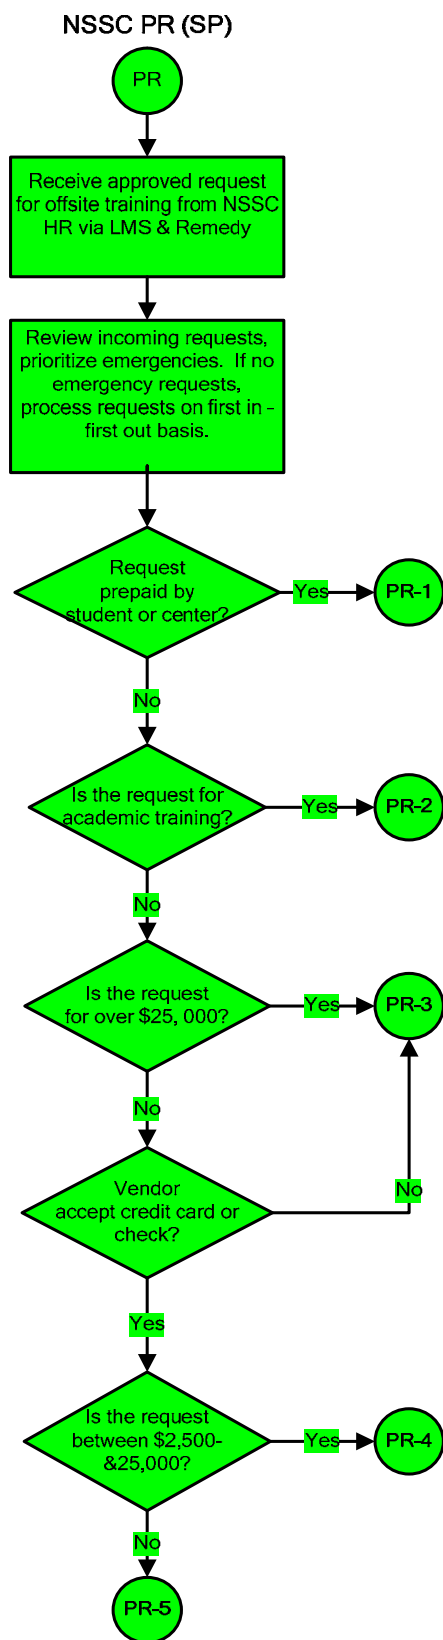 NSSC PR (SP)
PR
Receive approved request
for offsite training from NSSC
HR via LMS & Remedy
Review incoming requests,
prioritize emergencies. If no
emergency requests,
process requests on first in -
first out basis.
Request
prepaid by
student or center?
Yes
PR-1
No
Is the request for
academic training?
Yes
PR-2
No
Is the request
for over $25, 000?
Yes
PR-3
No
Vendor
accept credit card or
check?
No
Yes
Is the request
between $2,500-
&25,000?
Yes
PR-4
No
PR-5